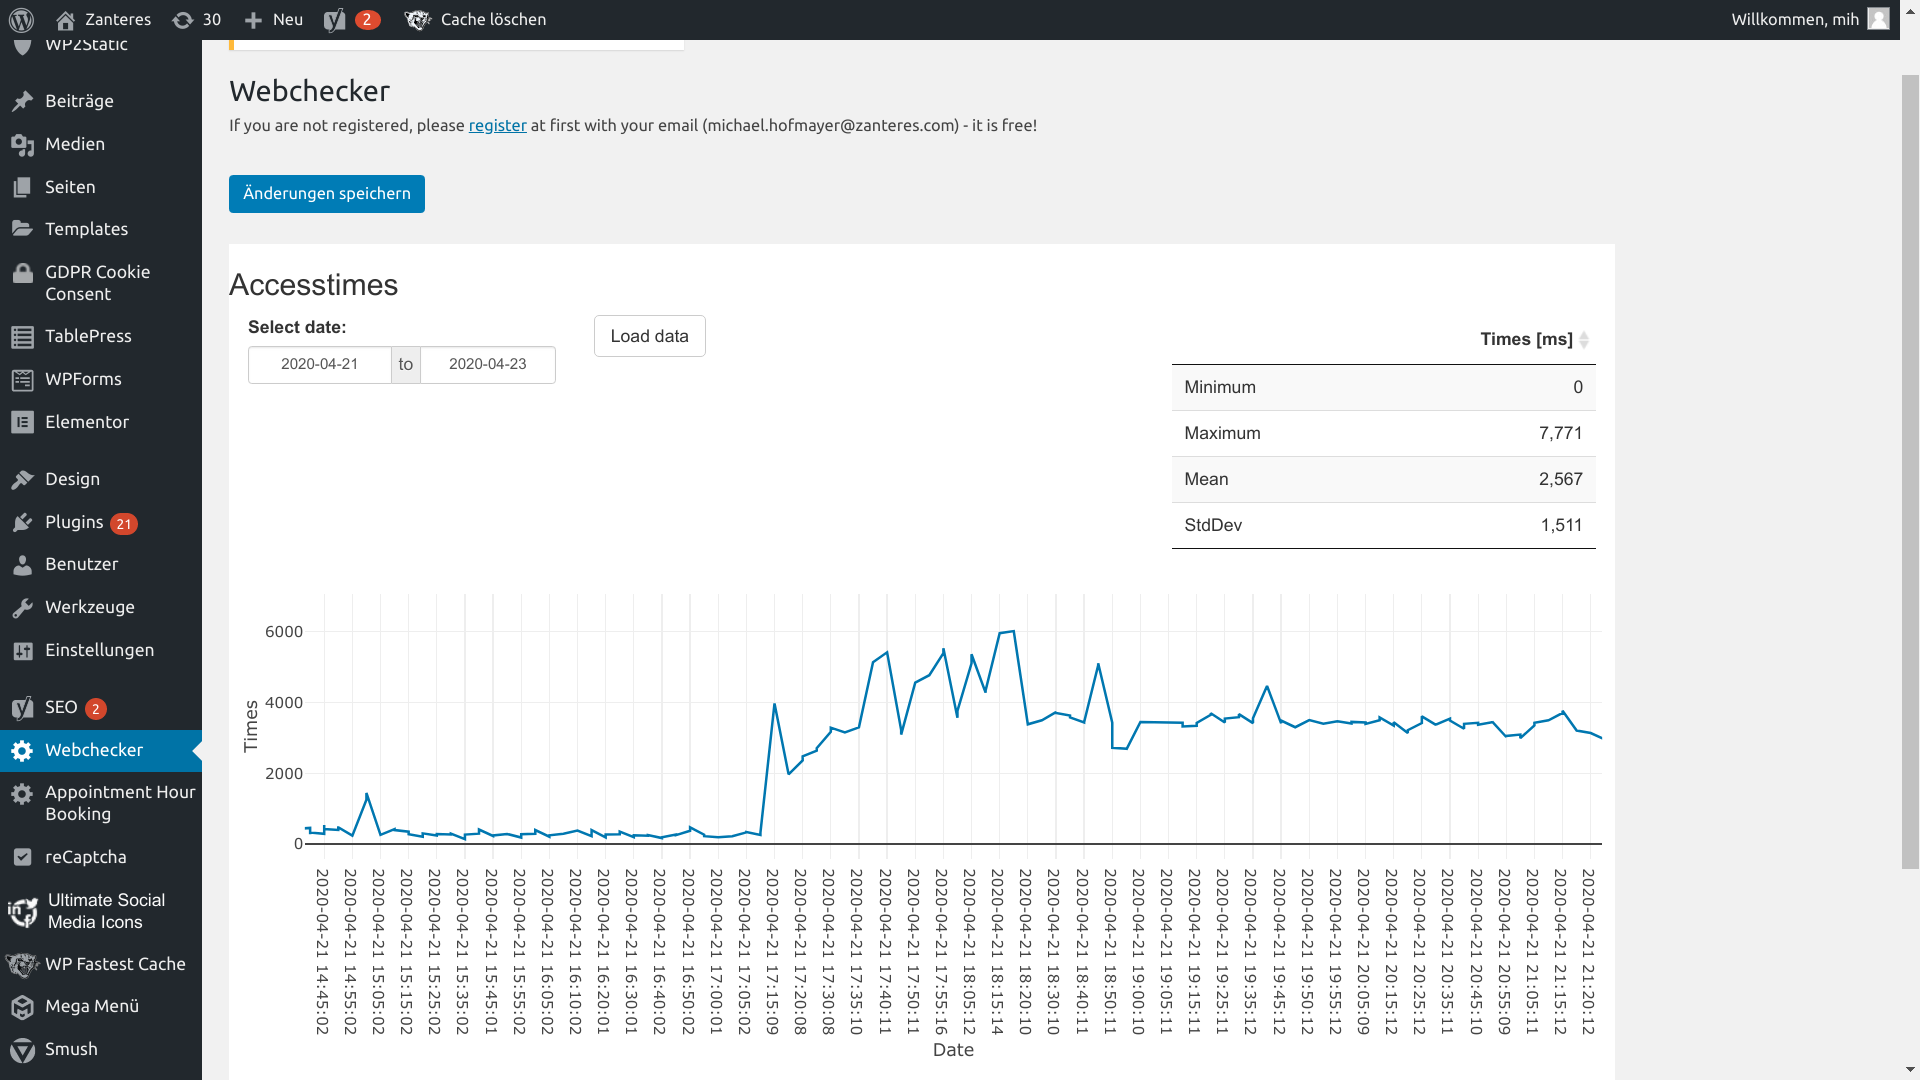 Zanteres
30
Neu
2
Cache löschen
Willkommen, mih
WP2Static
Beiträge
Medien
Seiten
Templates
GDPR Cookie
Consent
TablePress
WPForms
Elementor
Design
Plugins 21
Benutzer
Werkzeuge
Einstellungen
SEO 2
Webchecker
Appointment Hour
Booking
reCaptcha
Ultimate Social
Media Icons
WP Fastest Cache
Mega Menü
Smush
Webchecker
If you are not registered, please register at first with your email (michael.hofmayer@zanteres.com) - it is free!
Änderungen speichern
Accesstimes
Select date:
2020-04-21 to 2020-04-23
Load data
Times [ms]
Minimum 0
Maximum 7,771
Mean 2,567
StdDev 1,511
Times
6000
4000
2000
0
2020-04-21 14:45:02
2020-04-21 14:55:02
2020-04-21 15:05:02
2020-04-21 15:15:02
2020-04-21 15:25:02
2020-04-21 15:35:02
2020-04-21 15:45:01
2020-04-21 15:55:02
2020-04-21 16:05:02
2020-04-21 16:10:02
2020-04-21 16:20:01
2020-04-21 16:30:01
2020-04-21 16:40:02
2020-04-21 16:50:02
2020-04-21 17:00:01
2020-04-21 17:05:02
2020-04-21 17:15:09
2020-04-21 17:20:08
2020-04-21 17:30:08
2020-04-21 17:35:10
2020-04-21 17:40:11
2020-04-21 17:50:11
2020-04-21 17:55:16
2020-04-21 18:05:12
2020-04-21 18:15:14
2020-04-21 18:20:10
2020-04-21 18:30:10
2020-04-21 18:40:11
2020-04-21 18:50:11
2020-04-21 19:00:10
2020-04-21 19:05:11
2020-04-21 19:15:11
2020-04-21 19:25:11
2020-04-21 19:35:12
2020-04-21 19:45:12
2020-04-21 19:50:12
2020-04-21 19:55:12
2020-04-21 20:05:09
2020-04-21 20:15:12
2020-04-21 20:25:12
2020-04-21 20:35:11
2020-04-21 20:45:10
2020-04-21 20:55:09
2020-04-21 21:05:11
2020-04-21 21:15:12
2020-04-21 21:20:12
Date